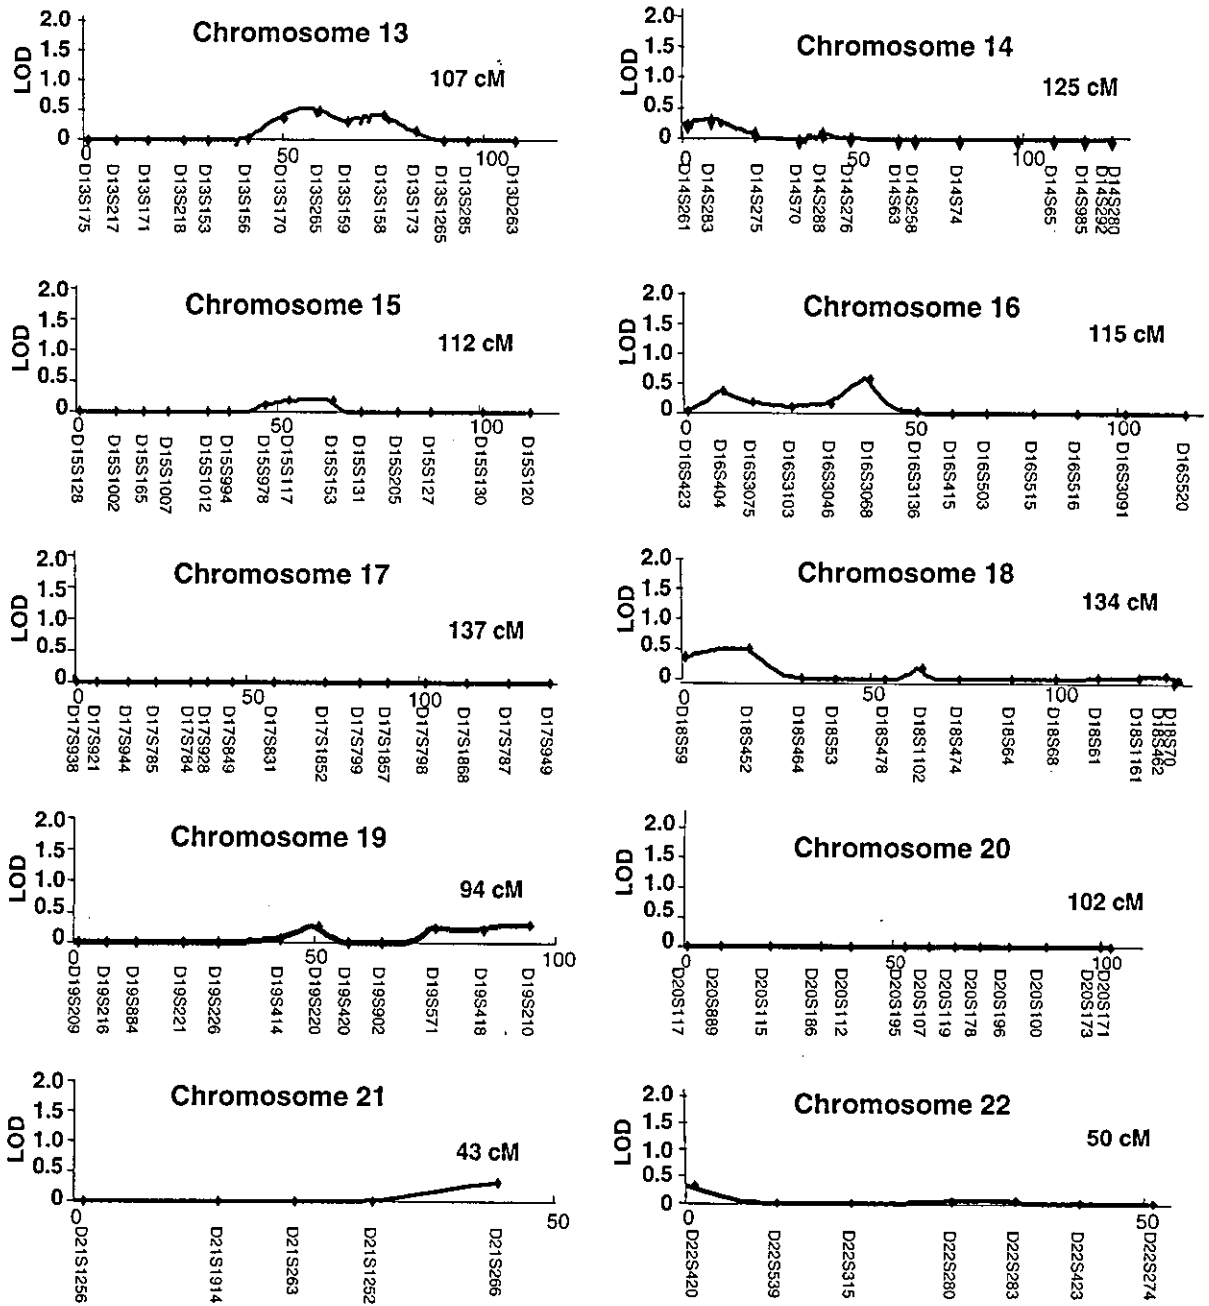 Chromosome 13
107 cM
LOD
2.0
1.5
1.0
0.5
0
0 50 100
D13S175 D13S217 D13S171 D13S218 D13S153 D13S156 D13S170 D13S265 D13S159 D13S158 D13S173 D13S1265 D13S285 D13D263
Chromosome 14
125 cM
LOD
2.0
1.5
1.0
0.5
0
0 50 100
D14S261 D14S283 D14S275 D14S70 D14S288 D14S276 D14S63 D14S258 D14S74 D14S65 D14S985 D14S292 D14S280
Chromosome 15
112 cM
LOD
2.0
1.5
1.0
0.5
0
0 50 100
D15S128 D15S1002 D15S165 D15S1007 D15S1012 D15S994 D15S978 D15S117 D15S153 D15S131 D15S205 D15S127 D15S130 D15S120
Chromosome 16
115 cM
LOD
2.0
1.5
1.0
0.5
0
0 50 100
D16S423 D16S404 D16S3075 D16S3103 D16S3046 D16S3068 D16S3136 D16S415 D16S503 D16S515 D16S516 D16S3091 D16S520
Chromosome 17
137 cM
LOD
2.0
1.5
1.0
0.5
0
0 50 100
D17S938 D17S921 D17S944 D17S785 D17S784 D17S928 D17S849 D17S831 D17S1852 D17S799 D17S1857 D17S798 D17S1868 D17S787 D17S949
Chromosome 18
134 cM
LOD
2.0
1.5
1.0
0.5
0
0 50 100
D18S59 D18S452 D18S464 D18S53 D18S478 D18S1102 D18S474 D18S64 D18S68 D18S61 D18S1161 D18S462 D18S70
Chromosome 19
94 cM
LOD
2.0
1.5
1.0
0.5
0
0 50 100
D19S209 D19S216 D19S884 D19S221 D19S226 D19S414 D19S220 D19S420 D19S902 D19S571 D19S418 D19S210
Chromosome 20
102 cM
LOD
2.0
1.5
1.0
0.5
0
0 50 100
D20S117 D20S889 D20S115 D20S186 D20S112 D20S195 D20S107 D20S119 D20S178 D20S196 D20S100 D20S173 D20S171
Chromosome 21
43 cM
LOD
2.0
1.5
1.0
0.5
0
0 50
D21S1256 D21S1914 D21S263 D21S1252 D21S266
Chromosome 22
50 cM
LOD
2.0
1.5
1.0
0.5
0
0 50
D22S420 D22S539 D22S315 D22S280 D22S283 D22S423 D22S274